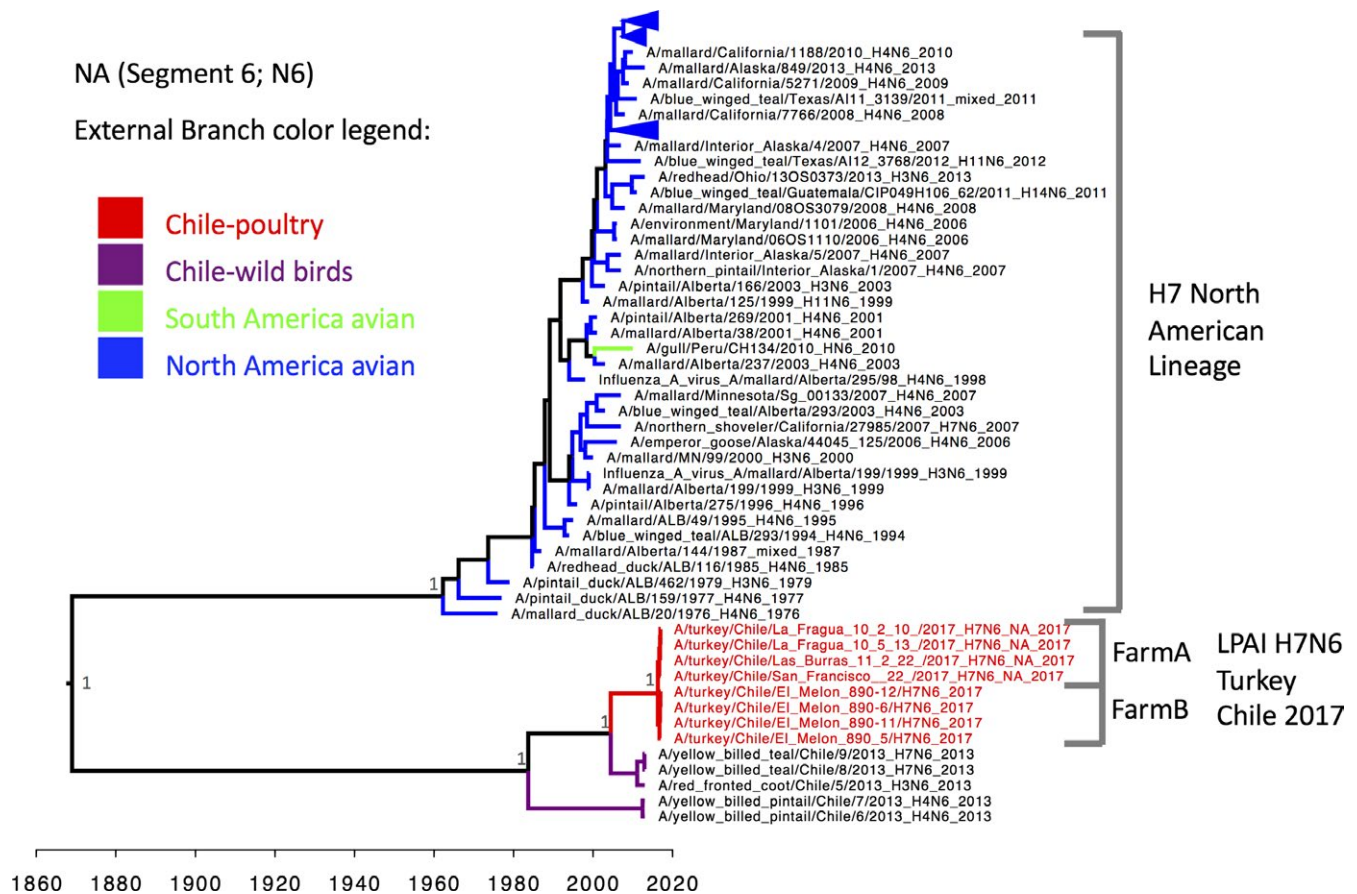 NA (Segment 6; N6)
External Branch color legend:
Chile-poultry
Chile-wild birds
South America avian
North America avian
A/mallard/California/1188/2010_H4N6_2010
A/mallard/Alaska/849/2013_H4N6_2013
A/mallard/California/5271/2009_H4N6_2009
A/blue_winged_teal/Texas/AI11_3139/2011_mixed_2011
A/mallard/California/7766/2008_H4N6_2008
A/mallard/Interior_Alaska/4/2007_H4N6_2007
A/blue_winged_teal/Texas/AI12_3768/2012_H11N6_2012
A/redhead/Ohio/13OS0373/2013_H3N6_2013
A/blue_winged_teal/Guatemala/CIP049H106_62/2011_H14N6_2011
A/mallard/Maryland/08OS3079/2008_H4N6_2008
A/environment/Maryland/1101/2006_H4N6_2006
A/mallard/Maryland/06OS1110/2006_H4N6_2006
A/mallard/Interior_Alaska/5/2007_H4N6_2007
A/northern_pintail/Interior_Alaska/1/2007_H4N6_2007
A/pintail/Alberta/166/2003_H3N6_2003
A/mallard/Alberta/125/1999_H11N6_1999
A/pintail/Alberta/269/2001_H4N6_2001
A/mallard/Alberta/38/2001_H4N6_2001
A/gull/Peru/CH134/2010_HN6_2010
A/mallard/Alberta/237/2003_H4N6_2003
Influenza_A_virus_A/mallard/Alberta/295/98_H4N6_1998
A/mallard/Minnesota/Sg_00133/2007_H4N6_2007
A/blue_winged_teal/Alberta/293/2003_H4N6_2003
A/northern_shoveler/California/27985/2007_H7N6_2007
A/emperor_goose/Alaska/44045_125/2006_H4N6_2006
A/mallard/MN/99/2000_H3N6_2000
Influenza_A_virus_A/mallard/Alberta/199/1999_H3N6_1999
A/mallard/Alberta/199/1999_H3N6_1999
A/pintail/Alberta/275/1996_H4N6_1996
A/mallard/ALB/49/1995_H4N6_1995
A/blue_winged_teal/ALB/293/1994_H4N6_1994
A/mallard/Alberta/144/1987_mixed_1987
A/redhead_duck/ALB/116/1985_H4N6_1985
A/pintail_duck/ALB/462/1979_H3N6_1979
A/pintail_duck/ALB/159/1977_H4N6_1977
A/mallard_duck/ALB/20/1976_H4N6_1976
H7 North
American
Lineage
1
A/turkey/Chile/La_Fragua_10_2_10_/2017_H7N6_NA_2017
A/turkey/Chile/La_Fragua_10_5_13_/2017_H7N6_NA_2017
A/turkey/Chile/Las_Burras_11_2_22_/2017_H7N6_NA_2017
A/turkey/Chile/San_Francisco__22_/2017_H7N6_NA_2017
A/turkey/Chile/El_Melon_890-12/H7N6_2017
A/turkey/Chile/El_Melon_890-6/H7N6_2017
A/turkey/Chile/El_Melon_890-11/H7N6_2017
A/turkey/Chile/El_Melon_890_5/H7N6_2017
A/yellow_billed_teal/Chile/9/2013_H7N6_2013
A/yellow_billed_teal/Chile/8/2013_H7N6_2013
A/red_fronted_coot/Chile/5/2013_H3N6_2013
A/yellow_billed_pintail/Chile/7/2013_H4N6_2013
A/yellow_billed_pintail/Chile/6/2013_H4N6_2013
FarmA
FarmB
LPAI H7N6
Turkey
Chile 2017
1
1
1
1
1860 1880 1900 1920 1940 1960 1980 2000 2020